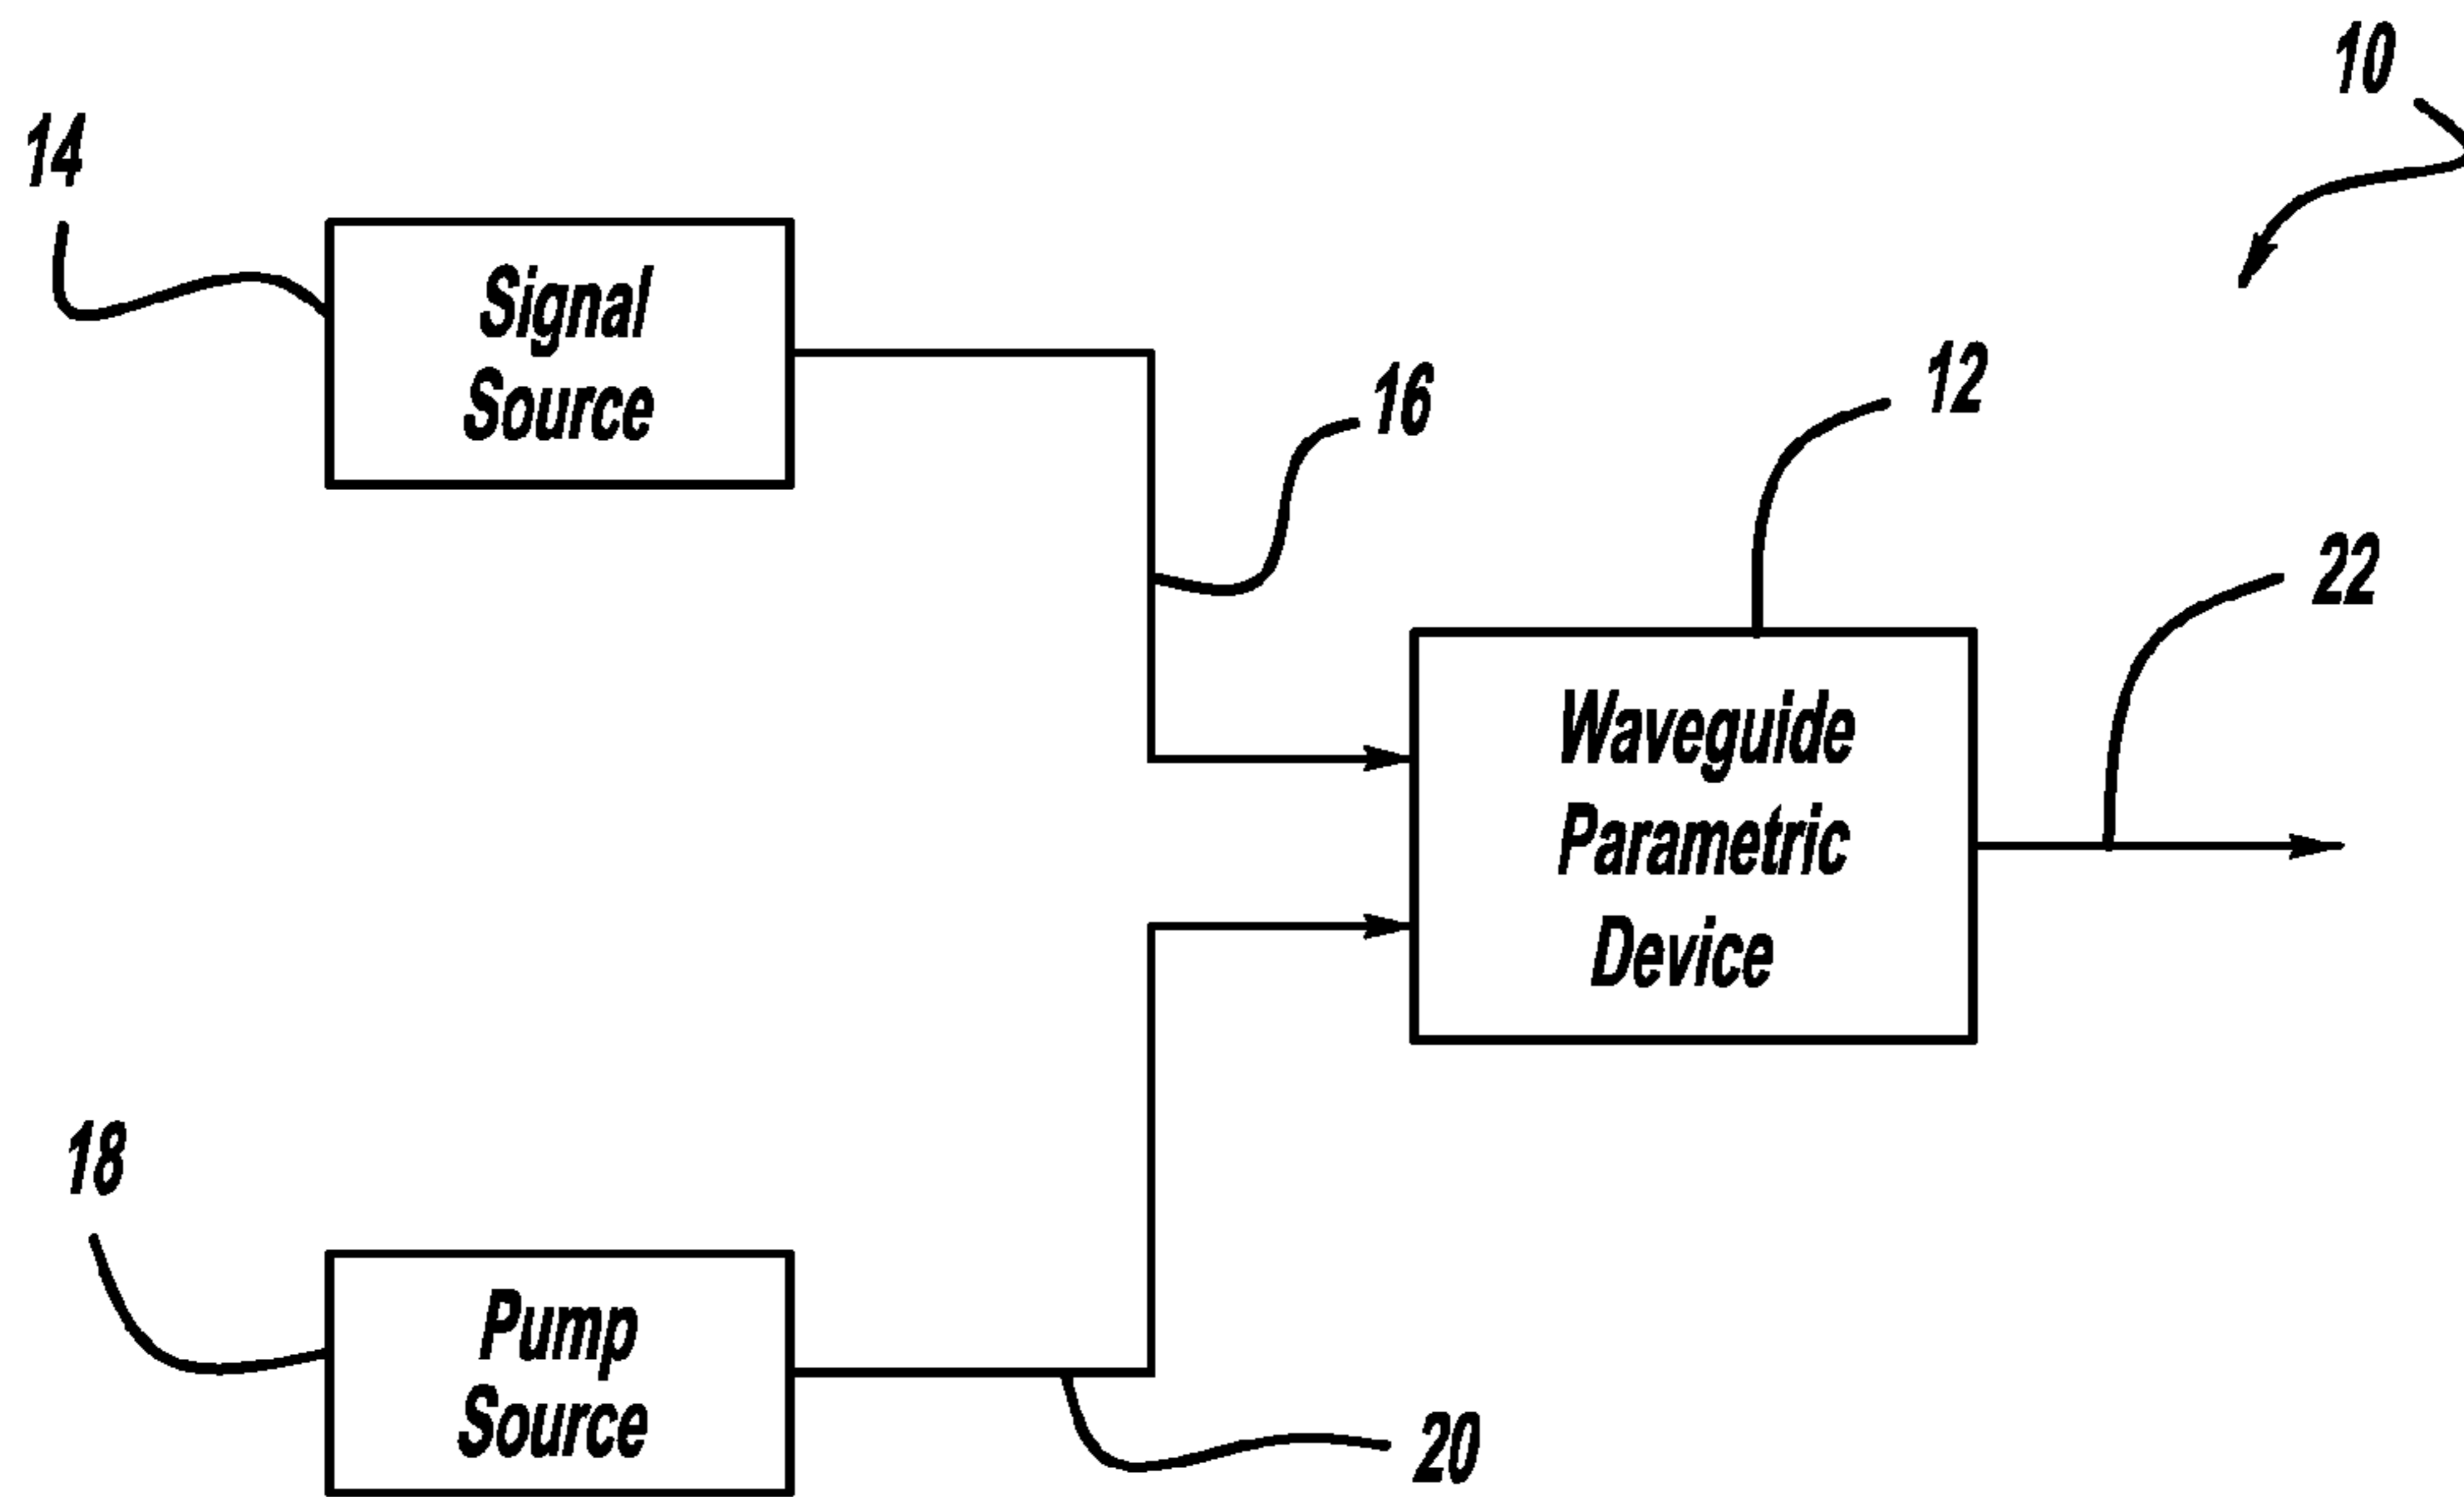 10
14
Signal
Source
16
12
22
Waveguide
Parametric
Device
18
Pump
Source
20